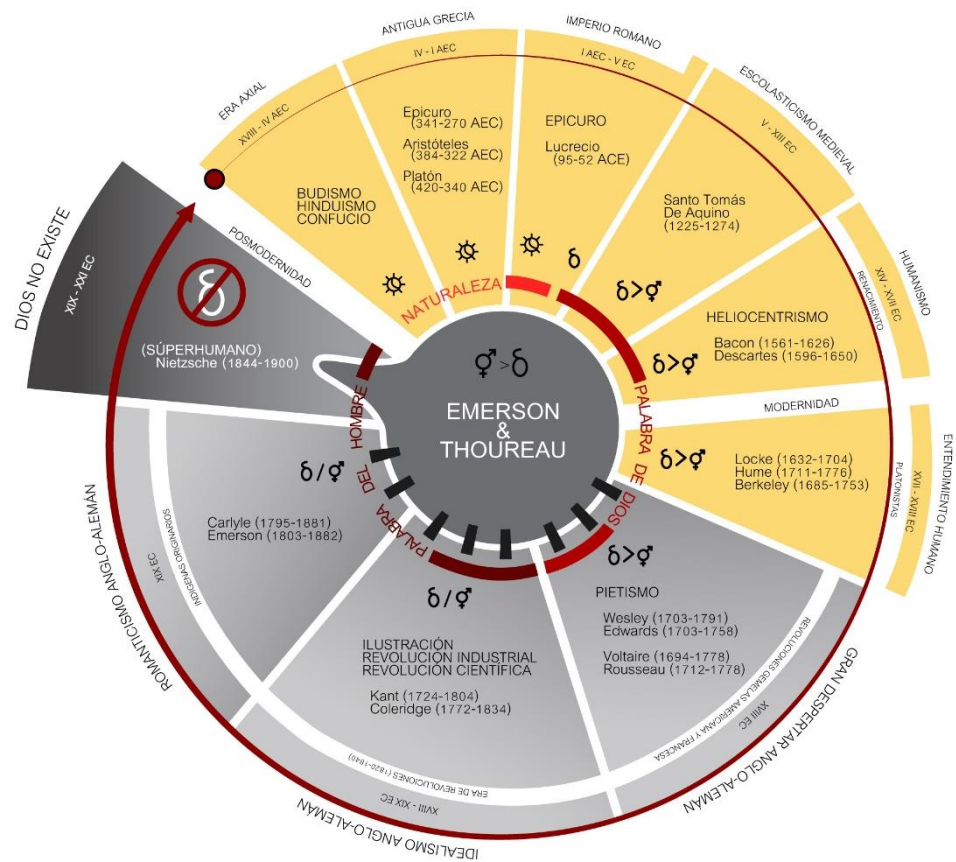 ERA AXIAL
XVIII - IV AEC
BUDISMO
HINDUISMO
CONFUCIO
ANTIGUA GRECIA
IV - I AEC
Epicuro
(341-270 AEC)
Aristóteles
(384-322 AEC)
Platón
(420-340 AEC)
IMPERIO ROMANO
I AEC - V EC
EPICURO
Lucrecio
(95-52 ACE)
δ
ESCOLASTICISMO MEDIEVAL
V - XIII EC
Santo Tomás
De Aquino
(1225-1274)
δ>⚥
HUMANISMO
XIV - XVII EC
RENACIMIENTO
HELIOCENTRISMO
Bacon (1561-1626)
Descartes (1596-1650)
δ>⚥
MODERNIDAD
ENTENDIMIENTO HUMANO
XVII - XVIII EC
PLATONISTAS
Locke (1632-1704)
Hume (1711-1776)
Berkeley (1685-1753)
δ>⚥
GRAN DESPERTAR ANGLO-ALEMÁN
XVIII EC
REVOLUCIONES GEMELAS AMERICANA Y FRANCESA
δ>⚥
PIETISMO
Wesley (1703-1791)
Edwards (1703-1758)
Voltaire (1694-1778)
Rousseau (1712-1778)
IDEALISMO ANGLO-ALEMÁN
XVIII - XIX EC
ERA DE REVOLUCIONES (1820-1840)
δ/⚥
ILUSTRACIÓN
REVOLUCIÓN INDUSTRIAL
REVOLUCIÓN CIENTÍFICA
Kant (1724-1804)
Coleridge (1772-1834)
ROMANTICISMO ANGLO-ALEMÁN
XIX EC
INDIGENAS ORIGINARIOS
δ/⚥
Carlyle (1795-1881)
Emerson (1803-1882)
DIOS NO EXISTE
XIX - XXI EC
POSMODERNIDAD
δ
(SÚPERHUMANO)
Nietzsche (1844-1900)
NATURALEZA
PALABRA DE DIOS
PALABRA DEL HOMBRE
⚥>δ
EMERSON
&
THOUREAU